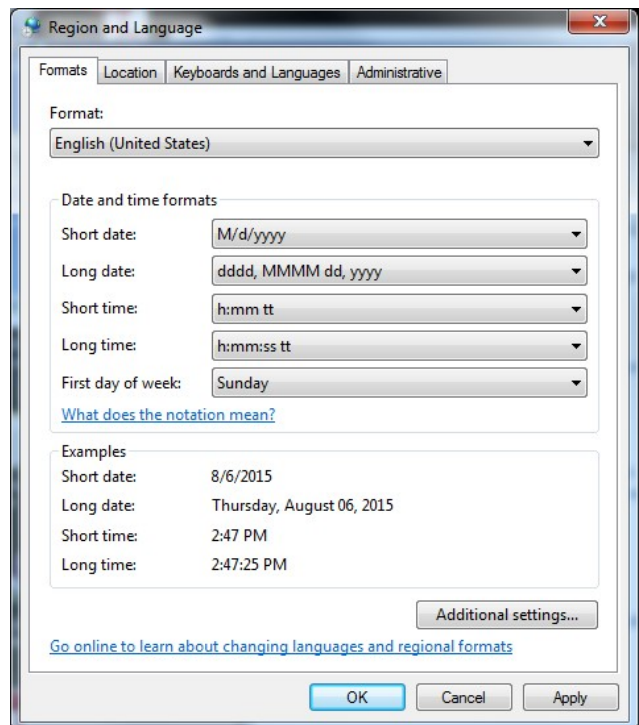 Region and Language
Formats Location Keyboards and Languages Administrative
Format:
English (United States)
Date and time formats
Short date: M/d/yyyy
Long date: dddd, MMMM dd, yyyy
Short time: h:mm tt
Long time: h:mm:ss tt
First day of week: Sunday
What does the notation mean?
Examples
Short date: 8/6/2015
Long date: Thursday, August 06, 2015
Short time: 2:47 PM
Long time: 2:47:25 PM
Additional settings...
Go online to learn about changing languages and regional formats
OK Cancel Apply